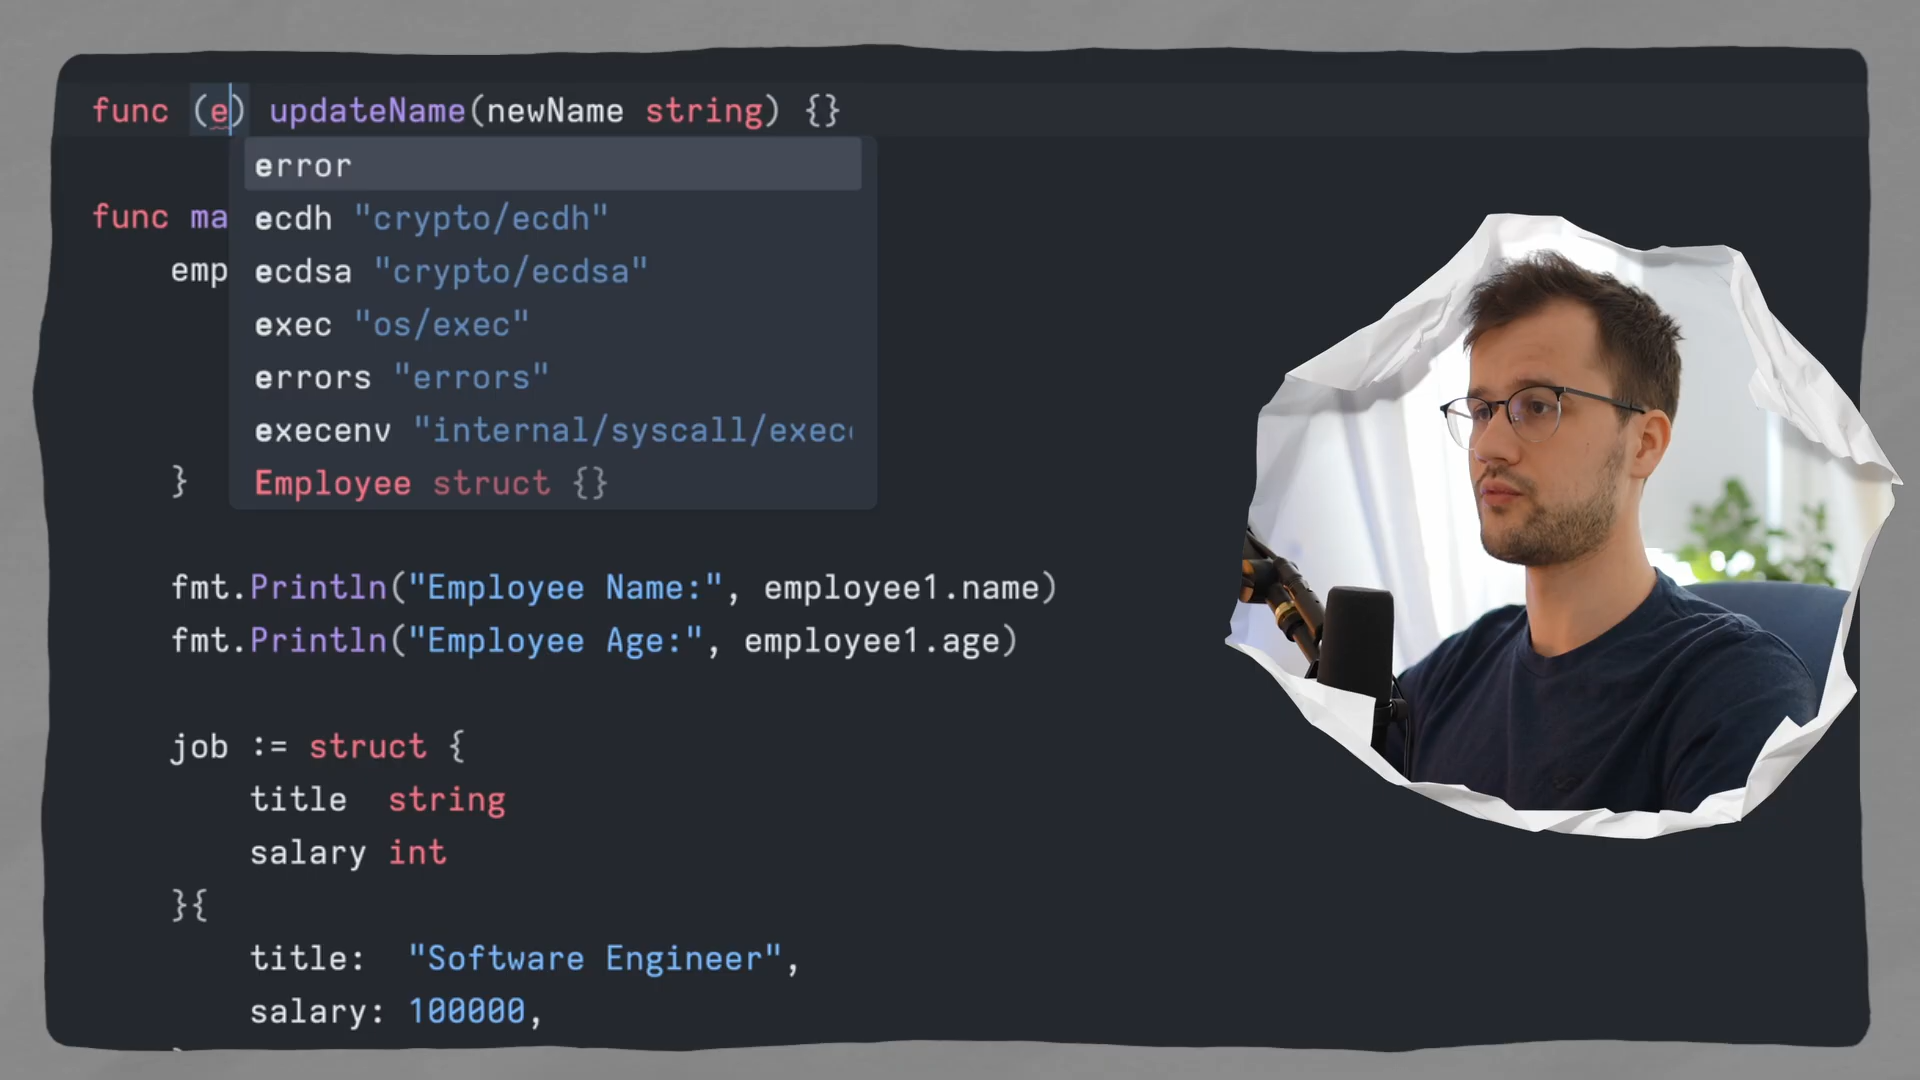 func (e) updateName(newName string) {}
error
ecdh "crypto/ecdh"
func ma
ecdsa "crypto/ecdsa"
emp
exec "os/exec"
errors "errors"
execenv "internal/syscall/exec
Employee struct {}
}
fmt.Println("Employee Name:", employee1.name)
fmt.Println("Employee Age:", employee1.age)
job := struct {
title string
salary int
}{
title: "Software Engineer",
salary: 100000,